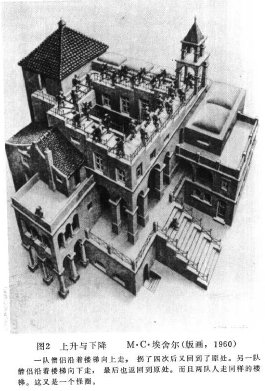 图2 上升与下降 M·C·埃舍尔(版画，1960)
一队僧侣沿着楼梯向上走， 拐了四次后又回到了原处。另一队
僧侣沿着楼梯向下走， 最后也返回到原处。而且两队人走同样的楼
梯。这又是一个怪圈。